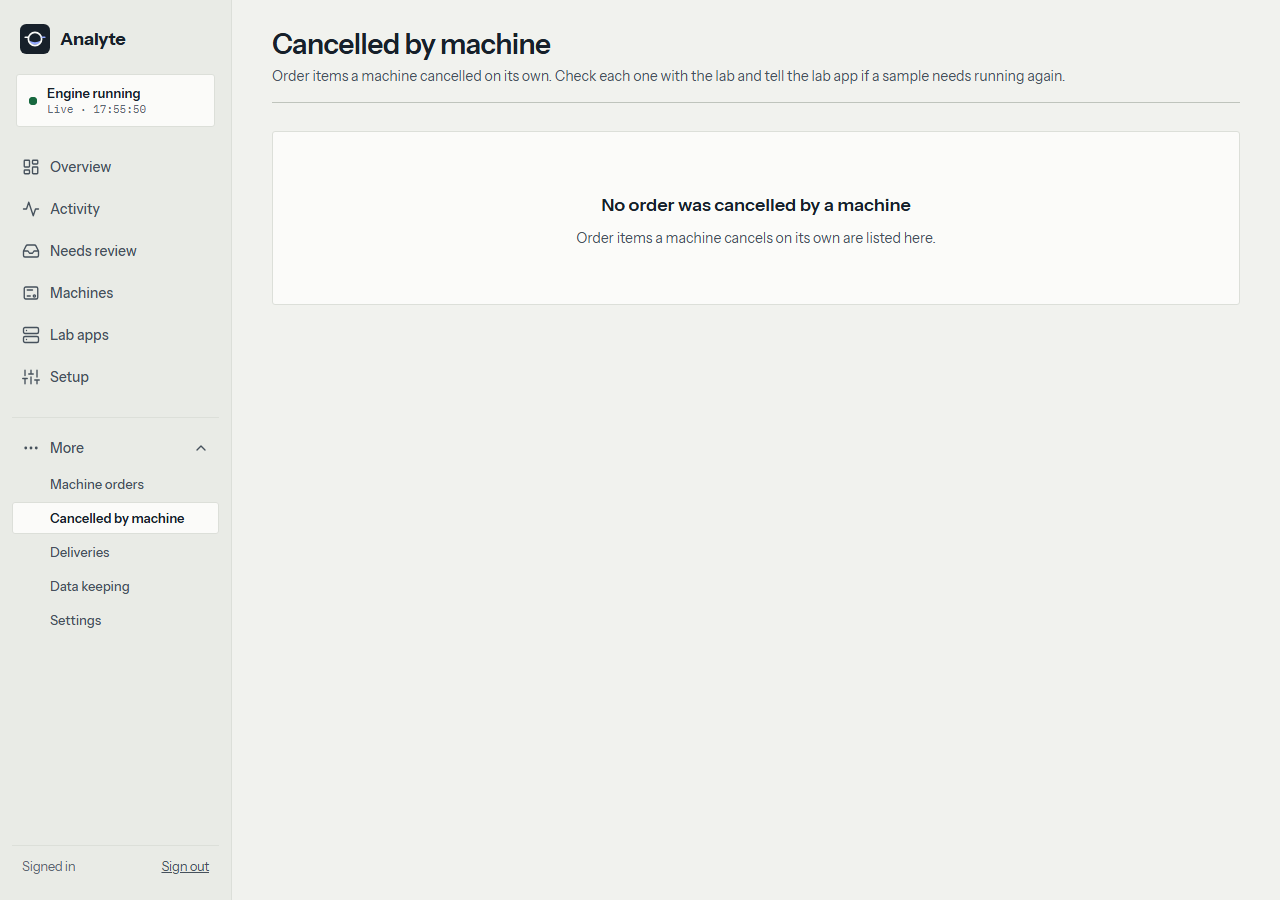 Analyte
Engine running
Live · 17:55:50
Overview
Activity
Needs review
Machines
Lab apps
Setup
More
Machine orders
Cancelled by machine
Deliveries
Data keeping
Settings
Signed in
Sign out
Cancelled by machine
Order items a machine cancelled on its own. Check each one with the lab and tell the lab app if a sample needs running again.
No order was cancelled by a machine
Order items a machine cancels on its own are listed here.